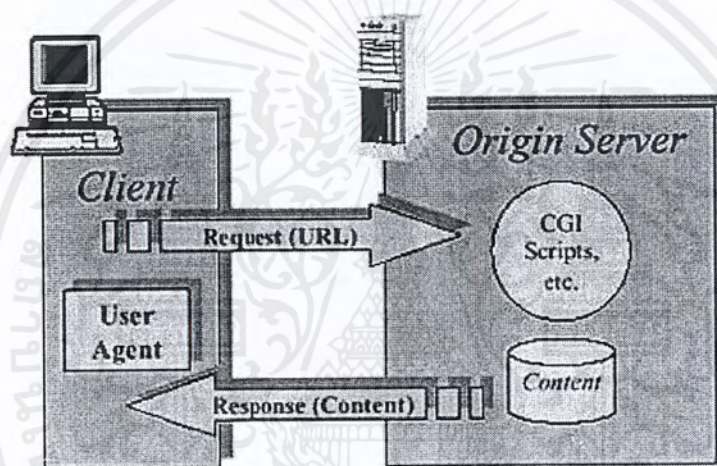 Origin Server
Client
Request (URL)
CGI
Scripts,
etc.
User
Agent
Content
Response (Content)